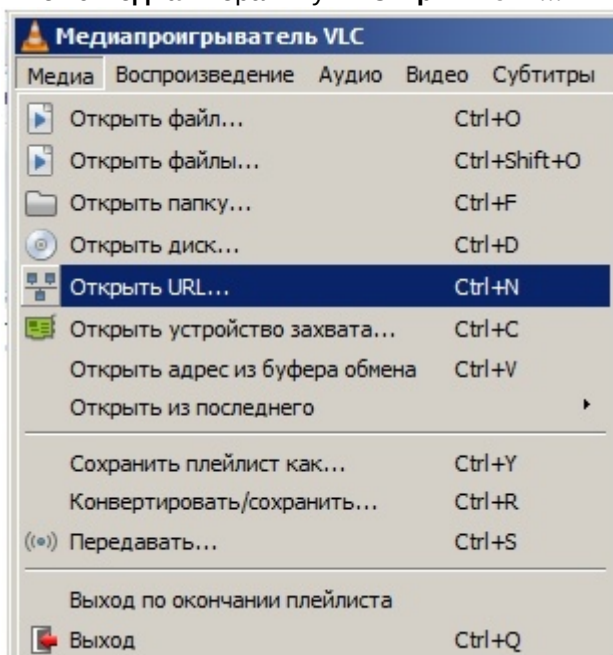 Медиапроигрыватель VLC
Медиа Воспроизведение Аудио Видео Субтитры
Открыть файл... Ctrl+O
Открыть файлы... Ctrl+Shift+O
Открыть папку... Ctrl+F
Открыть диск... Ctrl+D
Открыть URL... Ctrl+N
Открыть устройство захвата... Ctrl+C
Открыть адрес из буфера обмена Ctrl+V
Открыть из последнего
Сохранить плейлист как... Ctrl+Y
Конвертировать/сохранить... Ctrl+R
Передавать... Ctrl+S
Выход по окончании плейлиста
Выход Ctrl+Q